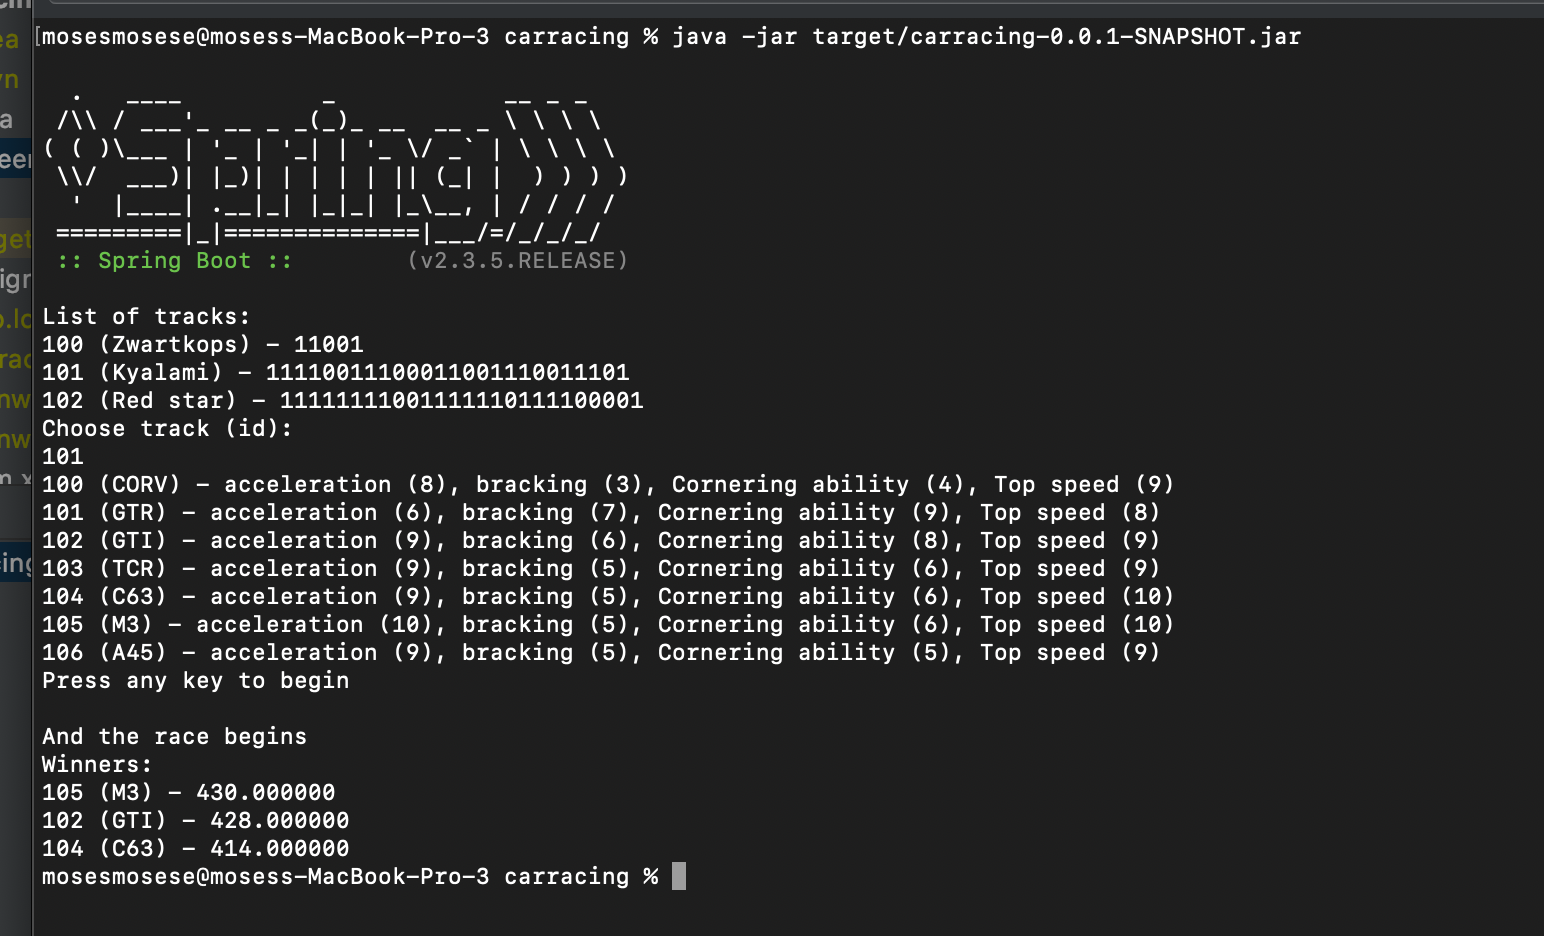 mosesmosese@mosess-MacBook-Pro-3 carracing % java -jar target/carracing-0.0.1-SNAPSHOT.jar
  .   ____          _            __ _ _
 /\\ / ___'_ __ _ _(_)_ __  __ _ \ \ \ \
( ( )\___ | '_ | '_| | '_ \/ _` | \ \ \ \
 \\/  ___)| |_)| | | | | || (_| |  ) ) ) )
  '  |____| .__|_| |_|_| |_\__, | / / / /
 =========|_|==============|___/=/_/_/_/
 :: Spring Boot ::        (v2.3.5.RELEASE)
List of tracks:
100 (Zwartkops) - 11001
101 (Kyalami) - 11110011100011001110011101
102 (Red star) - 11111111001111110111100001
Choose track (id):
101
100 (CORV) - acceleration (8), bracking (3), Cornering ability (4), Top speed (9)
101 (GTR) - acceleration (6), bracking (7), Cornering ability (9), Top speed (8)
102 (GTI) - acceleration (9), bracking (6), Cornering ability (8), Top speed (9)
103 (TCR) - acceleration (9), bracking (5), Cornering ability (6), Top speed (9)
104 (C63) - acceleration (9), bracking (5), Cornering ability (6), Top speed (10)
105 (M3) - acceleration (10), bracking (5), Cornering ability (6), Top speed (10)
106 (A45) - acceleration (9), bracking (5), Cornering ability (5), Top speed (9)
Press any key to begin
And the race begins
Winners:
105 (M3) - 430.000000
102 (GTI) - 428.000000
104 (C63) - 414.000000
mosesmosese@mosess-MacBook-Pro-3 carracing %